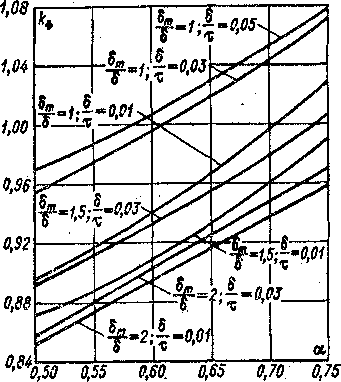 1,08
k_ф
δm/δ = 1; δ/τ = 0,05
1,04
δm/δ = 1; δ/τ = 0,03
δm/δ = 1; δ/τ = 0,01
1,00
0,96
δm/δ = 1,5; δ/τ = 0,03
0,92
δm/δ = 1,5; δ/τ = 0,01
δm/δ = 2; δ/τ = 0,03
0,88
δm/δ = 2; δ/τ = 0,01
α
0,84
0,50 0,55 0,60 0,65 0,70 0,75